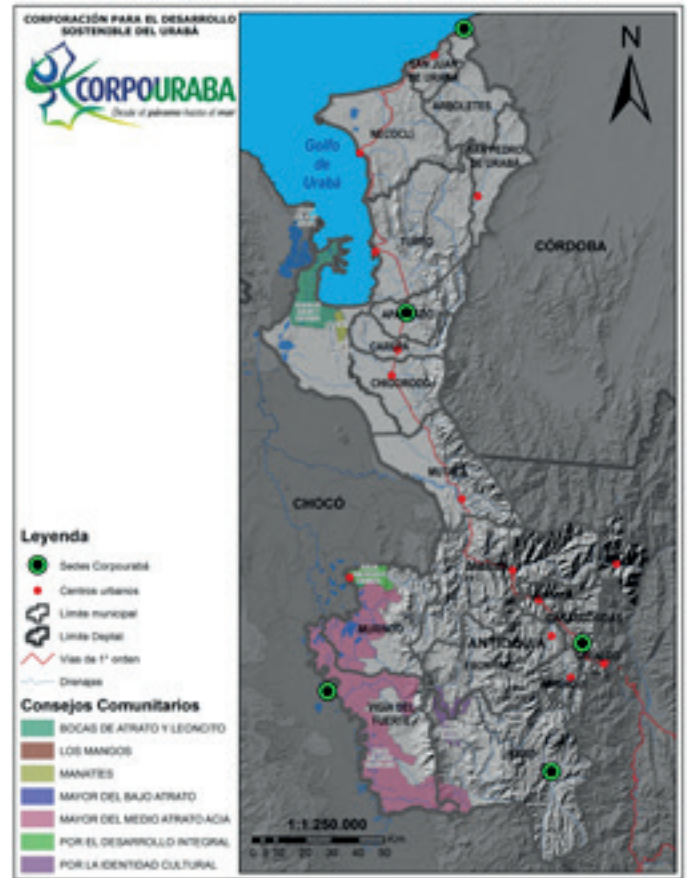 CORPORACIÓN PARA EL DESARROLLO
SOSTENIBLE DEL URABÁ
CORPOURABA
Desde el páramo hasta el mar
N
SAN JUAN
DE URABÁ
ARBOLETES
NECOCLÍ
SAN PEDRO
DE URABÁ
Golfo
de
Urabá
TURBO
CÓRDOBA
APARTADÓ
CAREPA
CHIGORODÓ
MUTATÁ
CHOCÓ
DABEIBA
CAÑASGORDAS
MURINDÓ
ANTIOQUIA
VIGÍA DEL
FUERTE
Leyenda
Sedes Corpourabá
Centros urbanos
Límite municipal
Límite Deptal
Vías de 1° orden
Drenajes
Consejos Comunitarios
BOCAS DE ATRATO Y LEONCITO
LOS MANGOS
MANATÍES
MAYOR DEL BAJO ATRATO
MAYOR DEL MEDIO ATRATO ACIA
POR EL DESARROLLO INTEGRAL
POR LA IDENTIDAD CULTURAL
1:1.250.000
Km